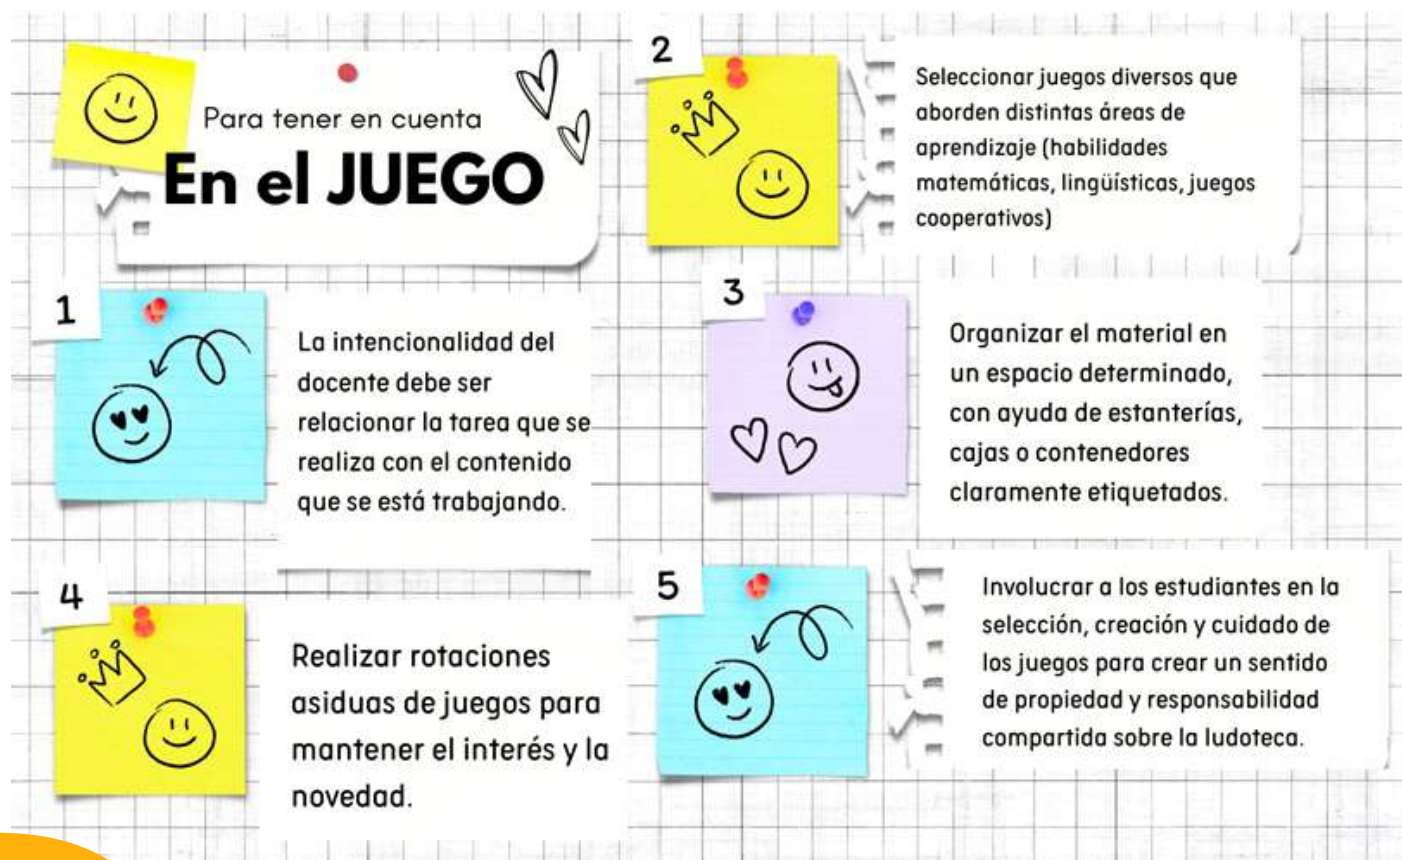 Para tener en cuenta
En el JUEGO
1
La intencionalidad del
docente debe ser
relacionar la tarea que se
realiza con el contenido
que se está trabajando.
2
Seleccionar juegos diversos que
aborden distintas áreas de
aprendizaje (habilidades
matemáticas, lingüísticas, juegos
cooperativos)
3
Organizar el material en
un espacio determinado,
con ayuda de estanterías,
cajas o contenedores
claramente etiquetados.
4
Realizar rotaciones
asiduas de juegos para
mantener el interés y la
novedad.
5
Involucrar a los estudiantes en la
selección, creación y cuidado de
los juegos para crear un sentido
de propiedad y responsabilidad
compartida sobre la ludoteca.